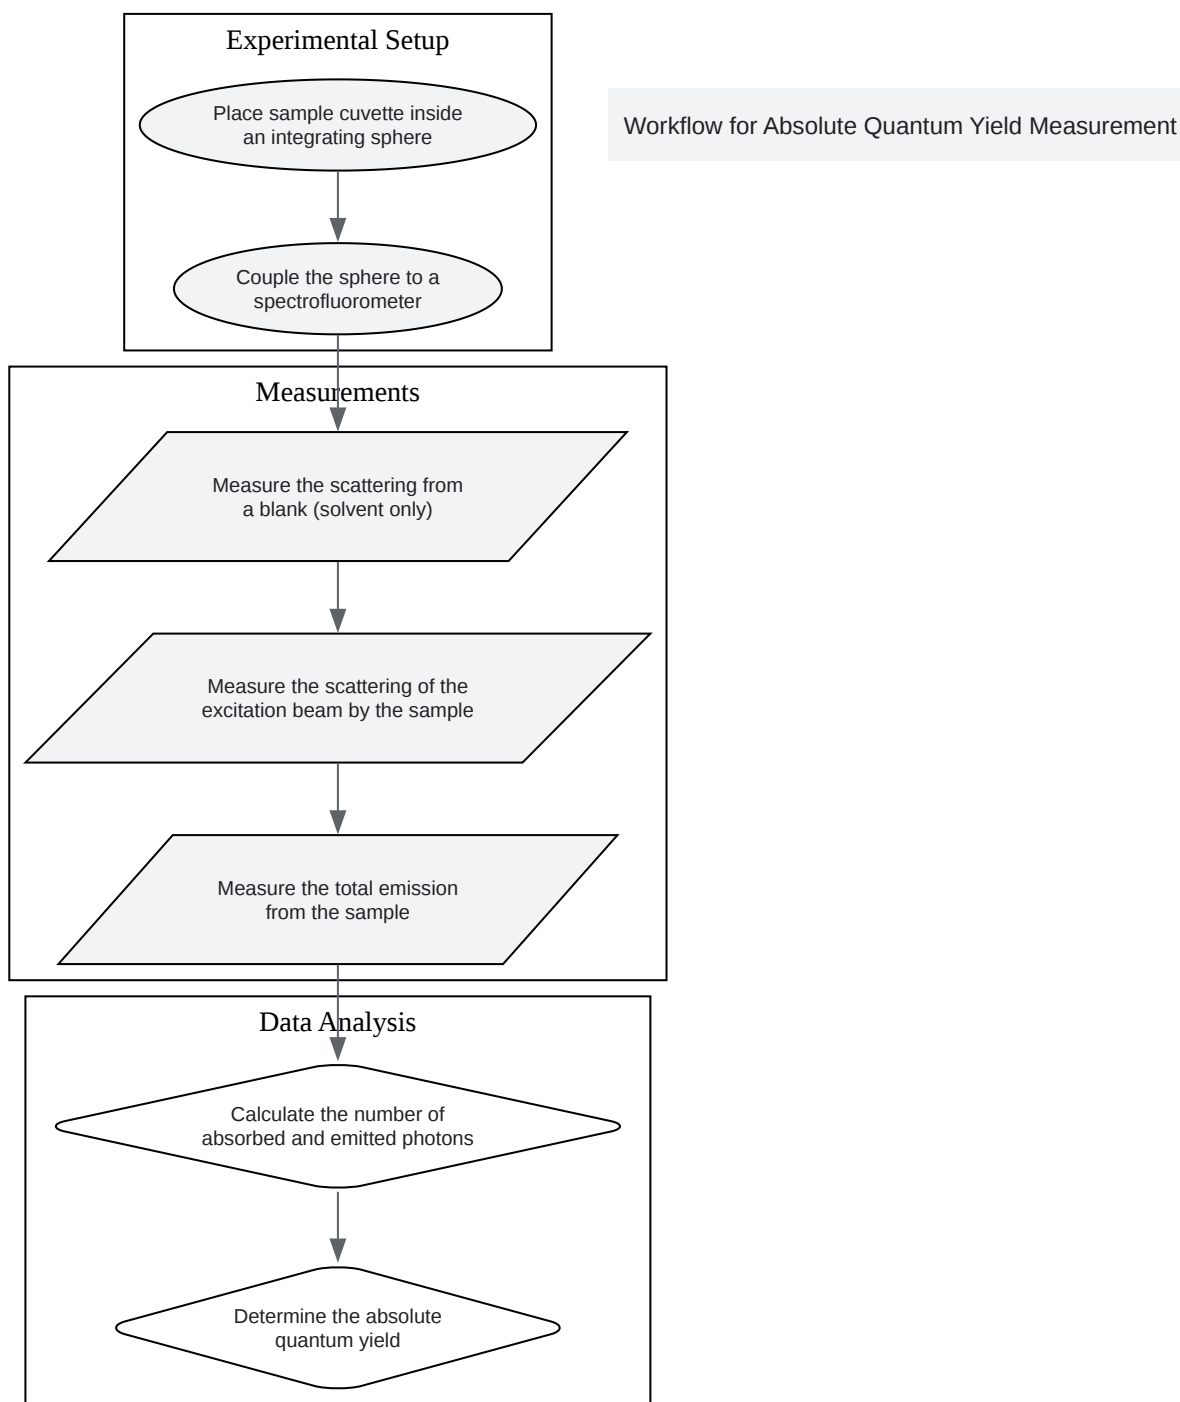 Experimental Setup
Place sample cuvette inside
an integrating sphere
Workflow for Absolute Quantum Yield Measurement
Couple the sphere to a
spectrofluorometer
Measurements
Measure the scattering from
a blank (solvent only)
Measure the scattering of the
excitation beam by the sample
Measure the total emission
from the sample
Data Analysis
Calculate the number of
absorbed and emitted photons
Determine the absolute
quantum yield